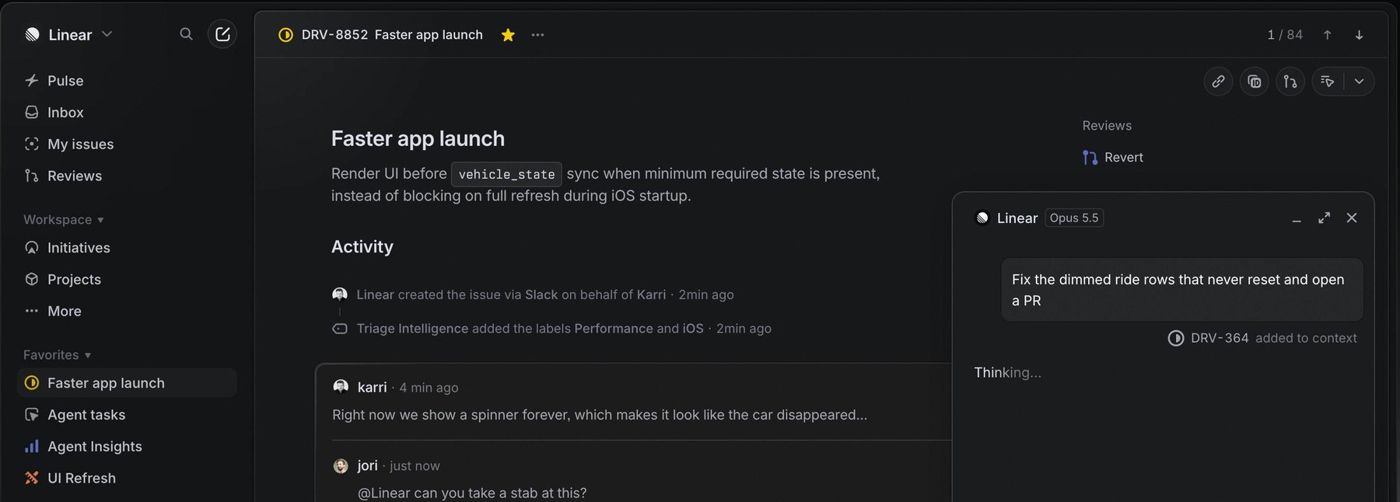 Linear
Pulse
Inbox
My issues
Reviews
Workspace
Initiatives
Projects
More
Favorites
Faster app launch
Agent tasks
Agent Insights
UI Refresh
DRV-8852 Faster app launch
1 / 84
Faster app launch
Render UI before vehicle_state sync when minimum required state is present,
instead of blocking on full refresh during iOS startup.
Activity
Linear created the issue via Slack on behalf of Karri · 2min ago
Triage Intelligence added the labels Performance and iOS · 2min ago
karri · 4 min ago
Right now we show a spinner forever, which makes it look like the car disappeared...
jori · just now
@Linear can you take a stab at this?
Reviews
Revert
Linear Opus 5.5
Fix the dimmed ride rows that never reset and open
a PR
DRV-364 added to context
Thinking...